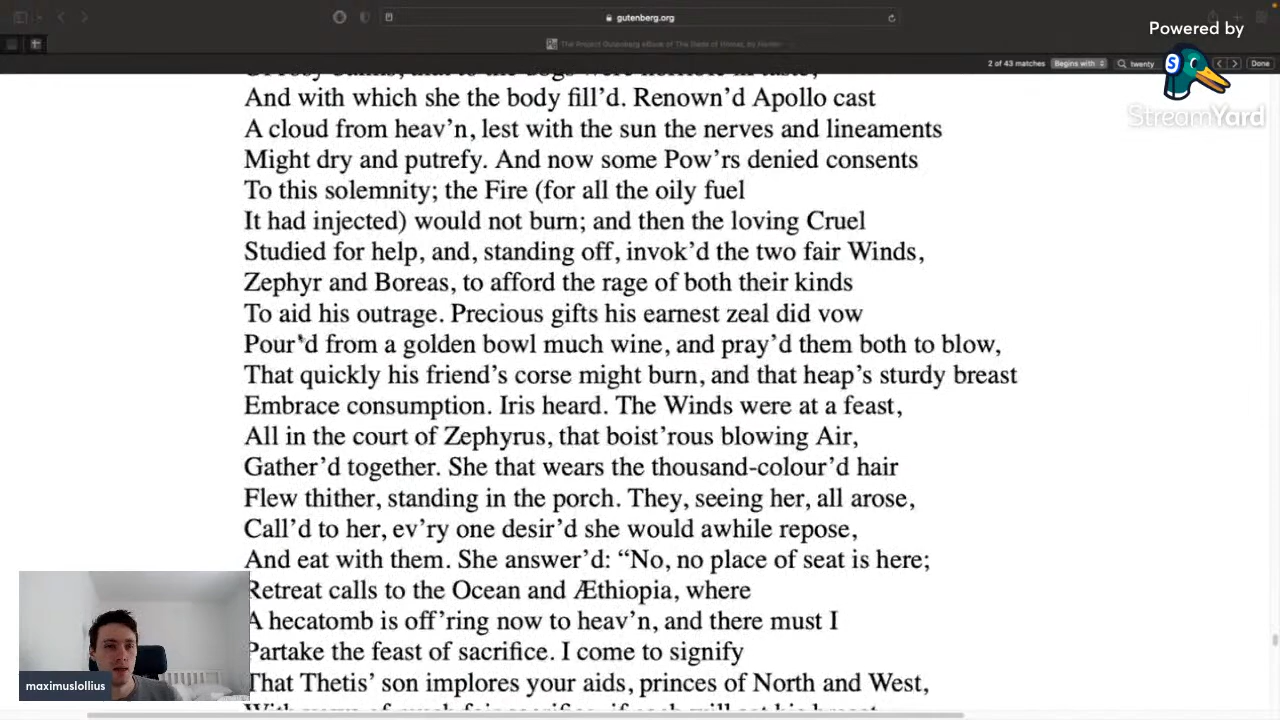 gutenberg.org
Powered by
The Project Gutenberg eBook of The Iliads of Homer, by Homer
2 of 43 matches
Begins with
twenty
Done
StreamYard
And with which she the body fill’d. Renown’d Apollo cast
A cloud from heav’n, lest with the sun the nerves and lineaments
Might dry and putrefy. And now some Pow’rs denied consents
To this solemnity; the Fire (for all the oily fuel
It had injected) would not burn; and then the loving Cruel
Studied for help, and, standing off, invok’d the two fair Winds,
Zephyr and Boreas, to afford the rage of both their kinds
To aid his outrage. Precious gifts his earnest zeal did vow
Pour’d from a golden bowl much wine, and pray’d them both to blow,
That quickly his friend’s corse might burn, and that heap’s sturdy breast
Embrace consumption. Iris heard. The Winds were at a feast,
All in the court of Zephyrus, that boist’rous blowing Air,
Gather’d together. She that wears the thousand-colour’d hair
Flew thither, standing in the porch. They, seeing her, all arose,
Call’d to her, ev’ry one desir’d she would awhile repose,
And eat with them. She answer’d: “No, no place of seat is here;
Retreat calls to the Ocean and Æthiopia, where
A hecatomb is off’ring now to heav’n, and there must I
Partake the feast of sacrifice. I come to signify
That Thetis’ son implores your aids, princes of North and West,
maximuslollius